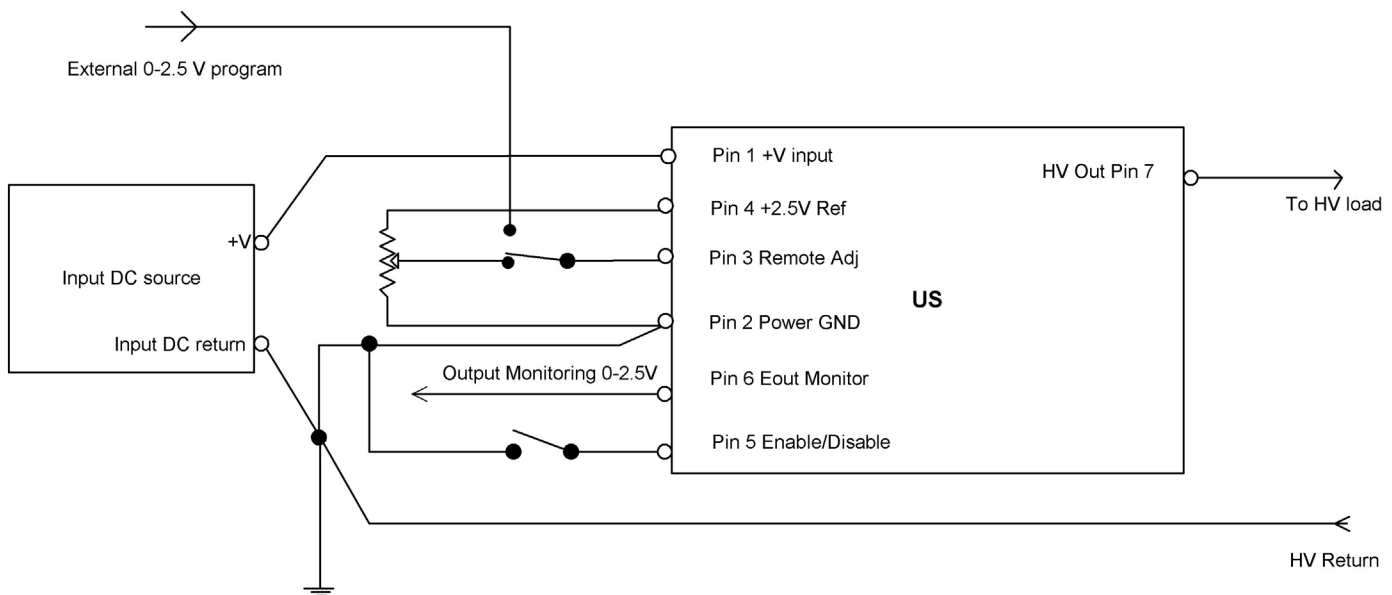 External 0-2.5 V program
Pin 1 +V input
HV Out Pin 7
Pin 4 +2.5V Ref
To HV load
+V
Pin 3 Remote Adj
Input DC source
US
Pin 2 Power GND
Input DC return
Output Monitoring 0-2.5V
Pin 6 Eout Monitor
Pin 5 Enable/Disable
HV Return